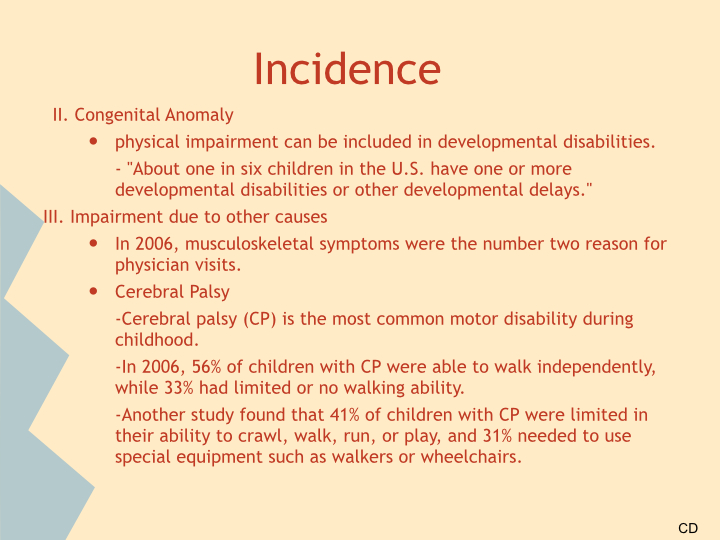 Incidence
II. Congenital Anomaly
• physical impairment can be included in developmental disabilities.
- "About one in six children in the U.S. have one or more
developmental disabilities or other developmental delays."
III. Impairment due to other causes
• In 2006, musculoskeletal symptoms were the number two reason for
physician visits.
• Cerebral Palsy
-Cerebral palsy (CP) is the most common motor disability during
childhood.
-In 2006, 56% of children with CP were able to walk independently,
while 33% had limited or no walking ability.
-Another study found that 41% of children with CP were limited in
their ability to crawl, walk, run, or play, and 31% needed to use
special equipment such as walkers or wheelchairs.
CD